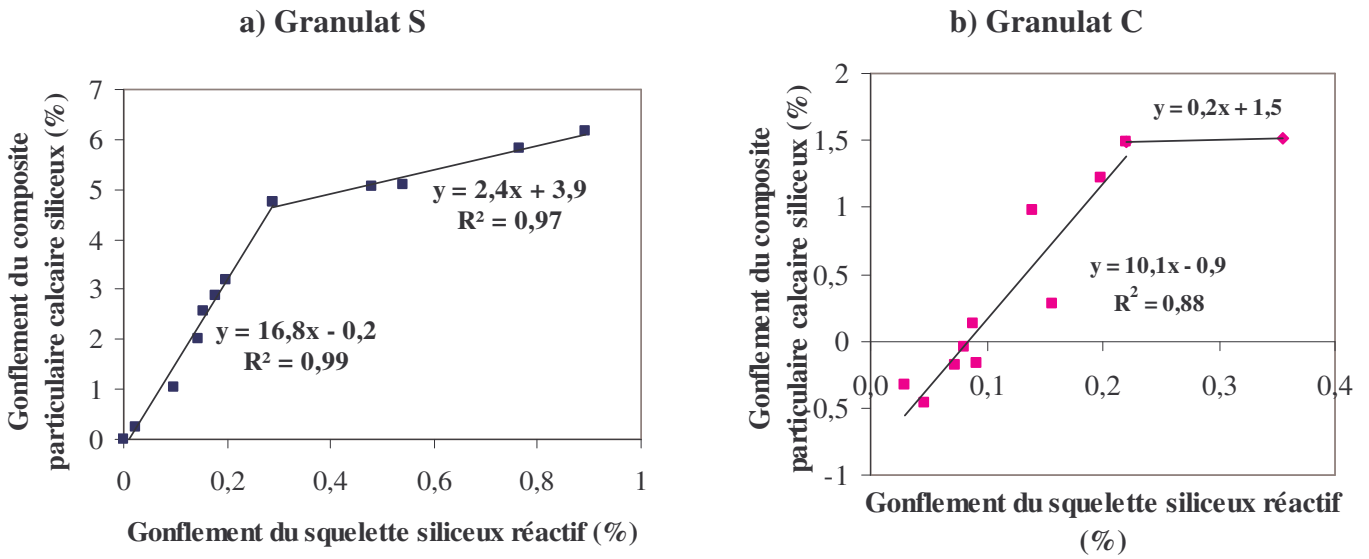 a) Granulat S
Gonflement du composite
particulaire calcaire siliceux (%)
7
6
5
4
3
2
1
0
y = 2,4x + 3,9
R² = 0,97
y = 16,8x - 0,2
R² = 0,99
0 0,2 0,4 0,6 0,8 1
Gonflement du squelette siliceux réactif (%)
b) Granulat C
Gonflement du composite
particulaire calcaire siliceux (%)
2
1,5
1
0,5
0
-0,5
-1
y = 0,2x + 1,5
y = 10,1x - 0,9
R² = 0,88
0,0 0,1 0,2 0,3 0,4
Gonflement du squelette siliceux réactif
(%)